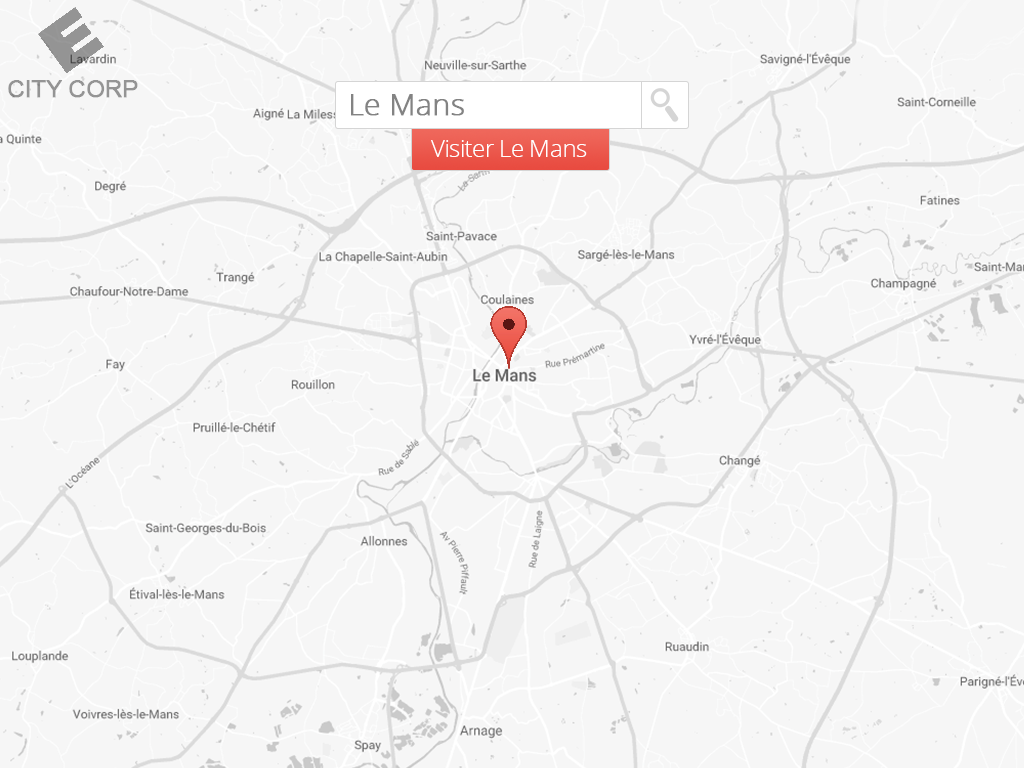 Lavardin
CITY CORP
Neuville-sur-Sarthe
Savigné-l'Évêque
Le Mans
Saint-Corneille
Aigné La Miless
Visiter Le Mans
a Quinte
Degré
Fatines
Saint-Pavace
La Chapelle-Saint-Aubin
Sargé-lès-le-Mans
Saint-Mar
Trangé
Champagné
Chaufour-Notre-Dame
Coulaines
Yvré-l'Évêque
Rue Prémartine
Fay
Le Mans
Rouillon
Pruillé-le-Chétif
Rue de Sablé
Changé
L'Océane
Saint-Georges-du-Bois
Allonnes
Av Pierre Piffault
Rue de Laigne
Étival-lès-le-Mans
Louplande
Ruaudin
Parigné-l'Évê
Voivres-lès-le-Mans
Arnage
Spay